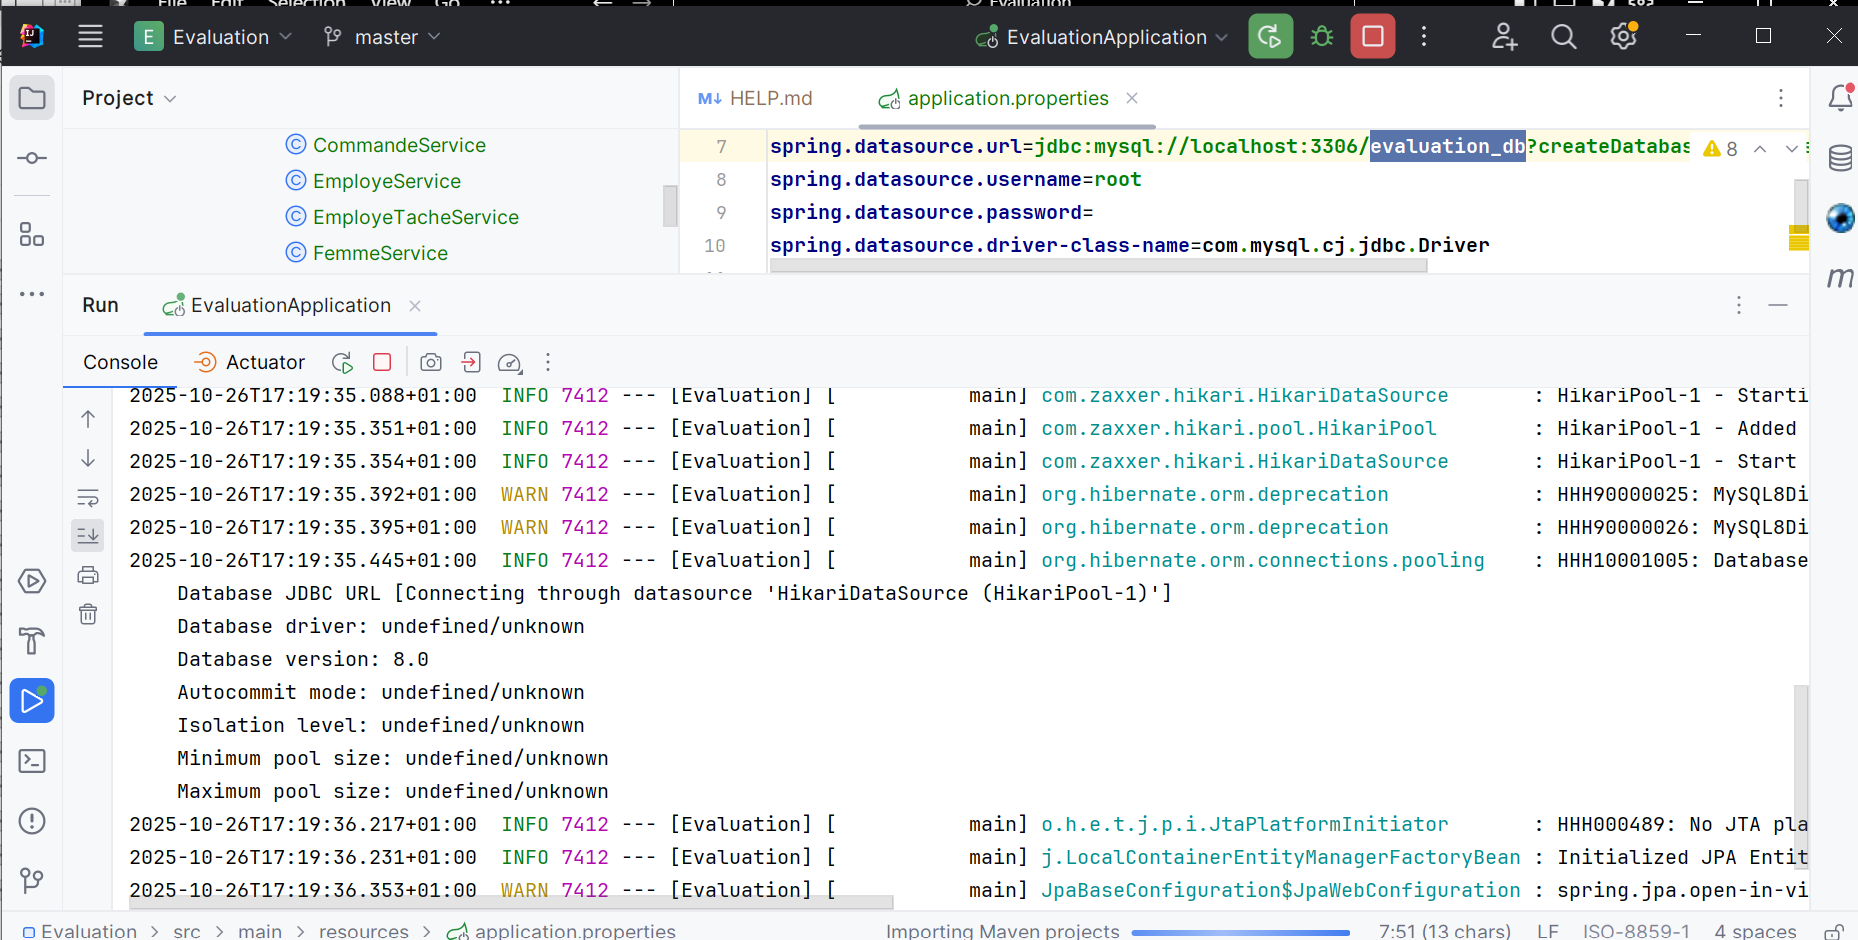 File Edit Selection View Go ··· Evaluation
E Evaluation master EvaluationApplication
Project
HELP.md application.properties
CommandeService
EmployeService
EmployeTacheService
FemmeService
7 spring.datasource.url=jdbc:mysql://localhost:3306/evaluation_db?createDatabas 8
8 spring.datasource.username=root
9 spring.datasource.password=
10 spring.datasource.driver-class-name=com.mysql.cj.jdbc.Driver
Run EvaluationApplication
Console Actuator
2025-10-26T17:19:35.088+01:00 INFO 7412 --- [Evaluation] [ main] com.zaxxer.hikari.HikariDataSource : HikariPool-1 - Starti
2025-10-26T17:19:35.351+01:00 INFO 7412 --- [Evaluation] [ main] com.zaxxer.hikari.pool.HikariPool : HikariPool-1 - Added
2025-10-26T17:19:35.354+01:00 INFO 7412 --- [Evaluation] [ main] com.zaxxer.hikari.HikariDataSource : HikariPool-1 - Start
2025-10-26T17:19:35.392+01:00 WARN 7412 --- [Evaluation] [ main] org.hibernate.orm.deprecation : HHH90000025: MySQL8Di
2025-10-26T17:19:35.395+01:00 WARN 7412 --- [Evaluation] [ main] org.hibernate.orm.deprecation : HHH90000026: MySQL8Di
2025-10-26T17:19:35.445+01:00 INFO 7412 --- [Evaluation] [ main] org.hibernate.orm.connections.pooling : HHH10001005: Database
Database JDBC URL [Connecting through datasource 'HikariDataSource (HikariPool-1)']
Database driver: undefined/unknown
Database version: 8.0
Autocommit mode: undefined/unknown
Isolation level: undefined/unknown
Minimum pool size: undefined/unknown
Maximum pool size: undefined/unknown
2025-10-26T17:19:36.217+01:00 INFO 7412 --- [Evaluation] [ main] o.h.e.t.j.p.i.JtaPlatformInitiator : HHH000489: No JTA pla
2025-10-26T17:19:36.231+01:00 INFO 7412 --- [Evaluation] [ main] j.LocalContainerEntityManagerFactoryBean : Initialized JPA Entit
2025-10-26T17:19:36.353+01:00 WARN 7412 --- [Evaluation] [ main] JpaBaseConfiguration$JpaWebConfiguration : spring.jpa.open-in-vi
Evaluation > src > main > resources > application.properties Importing Maven projects 7:51 (13 chars) LF ISO-8859-1 4 spaces